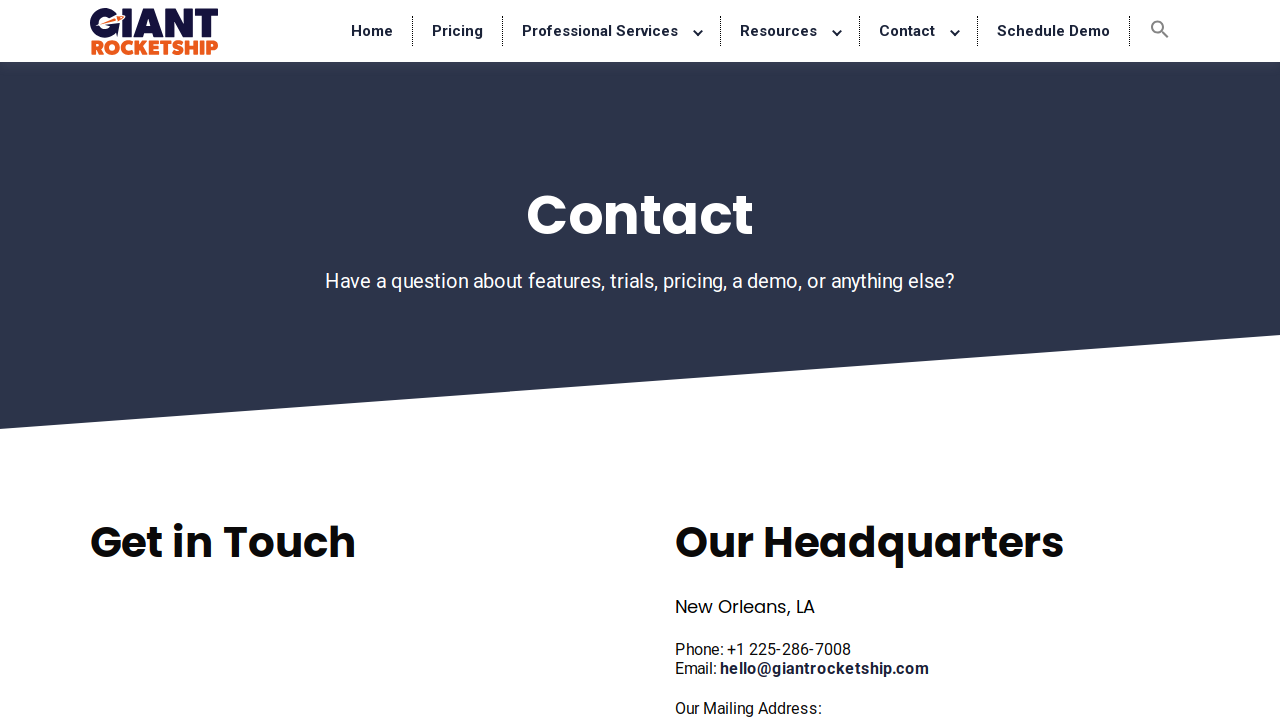 GIANT
ROCKETSHIP
Home
Pricing
Professional Services
Resources
Contact
Schedule Demo
Contact
Have a question about features, trials, pricing, a demo, or anything else?
Get in Touch
Our Headquarters
New Orleans, LA
Phone: +1 225-286-7008
Email: hello@giantrocketship.com
Our Mailing Address: